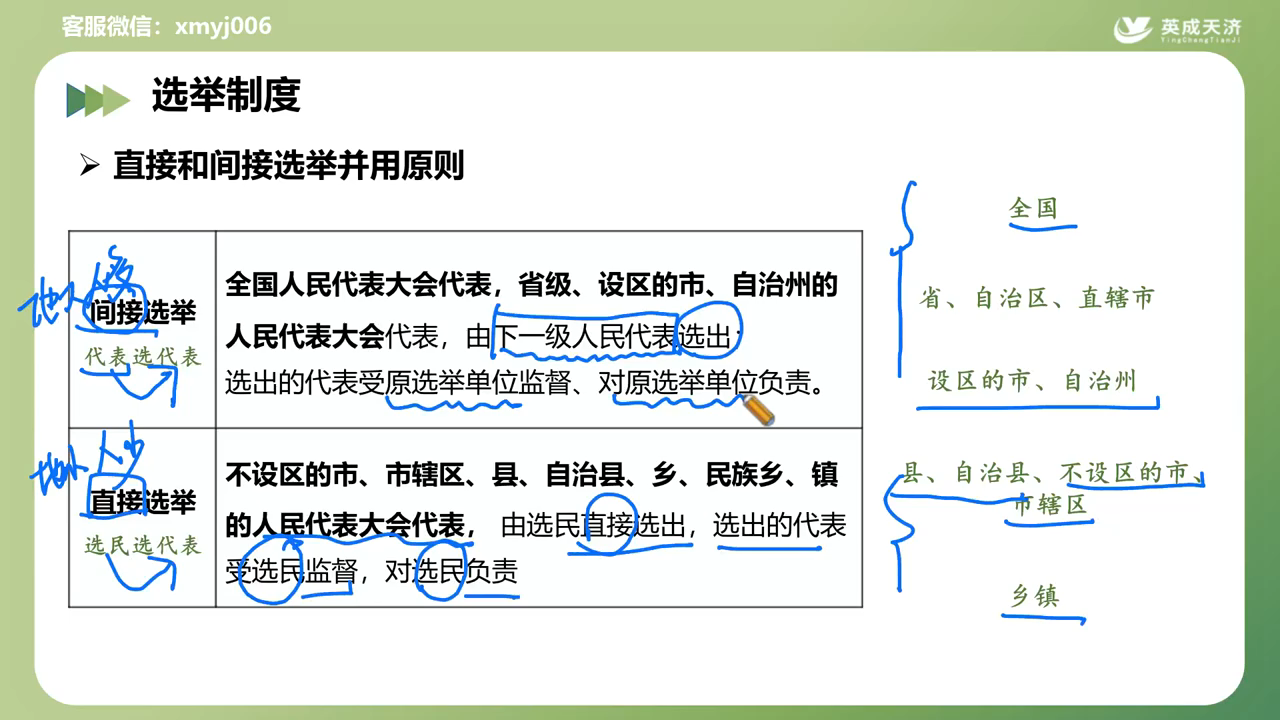 客服微信：xmyj006
英成天济
YingChengTianJi
选举制度
直接和间接选举并用原则
间接选举
代表选代表
全国人民代表大会代表，省级、设区的市、自治州的
人民代表大会代表，由下一级人民代表选出；
选出的代表受原选举单位监督、对原选举单位负责。
直接选举
选民选代表
不设区的市、市辖区、县、自治县、乡、民族乡、镇
的人民代表大会代表， 由选民直接选出，选出的代表
受选民监督，对选民负责
全国
省、自治区、直辖市
设区的市、自治州
县、自治县、不设区的市、
市辖区
乡镇